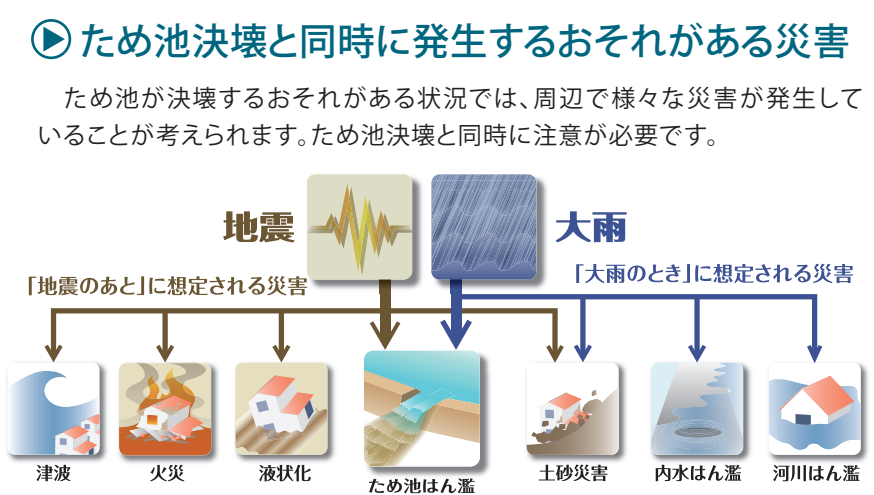 ため池決壊と同時に発生するおそれがある災害
ため池が決壊するおそれがある状況では、周辺で様々な災害が発生して
いることが考えられます。ため池決壊と同時に注意が必要です。
地震
大雨
「地震のあと」に想定される災害
「大雨のとき」に想定される災害
津波
火災
液状化
ため池はん濫
土砂災害
内水はん濫
河川はん濫